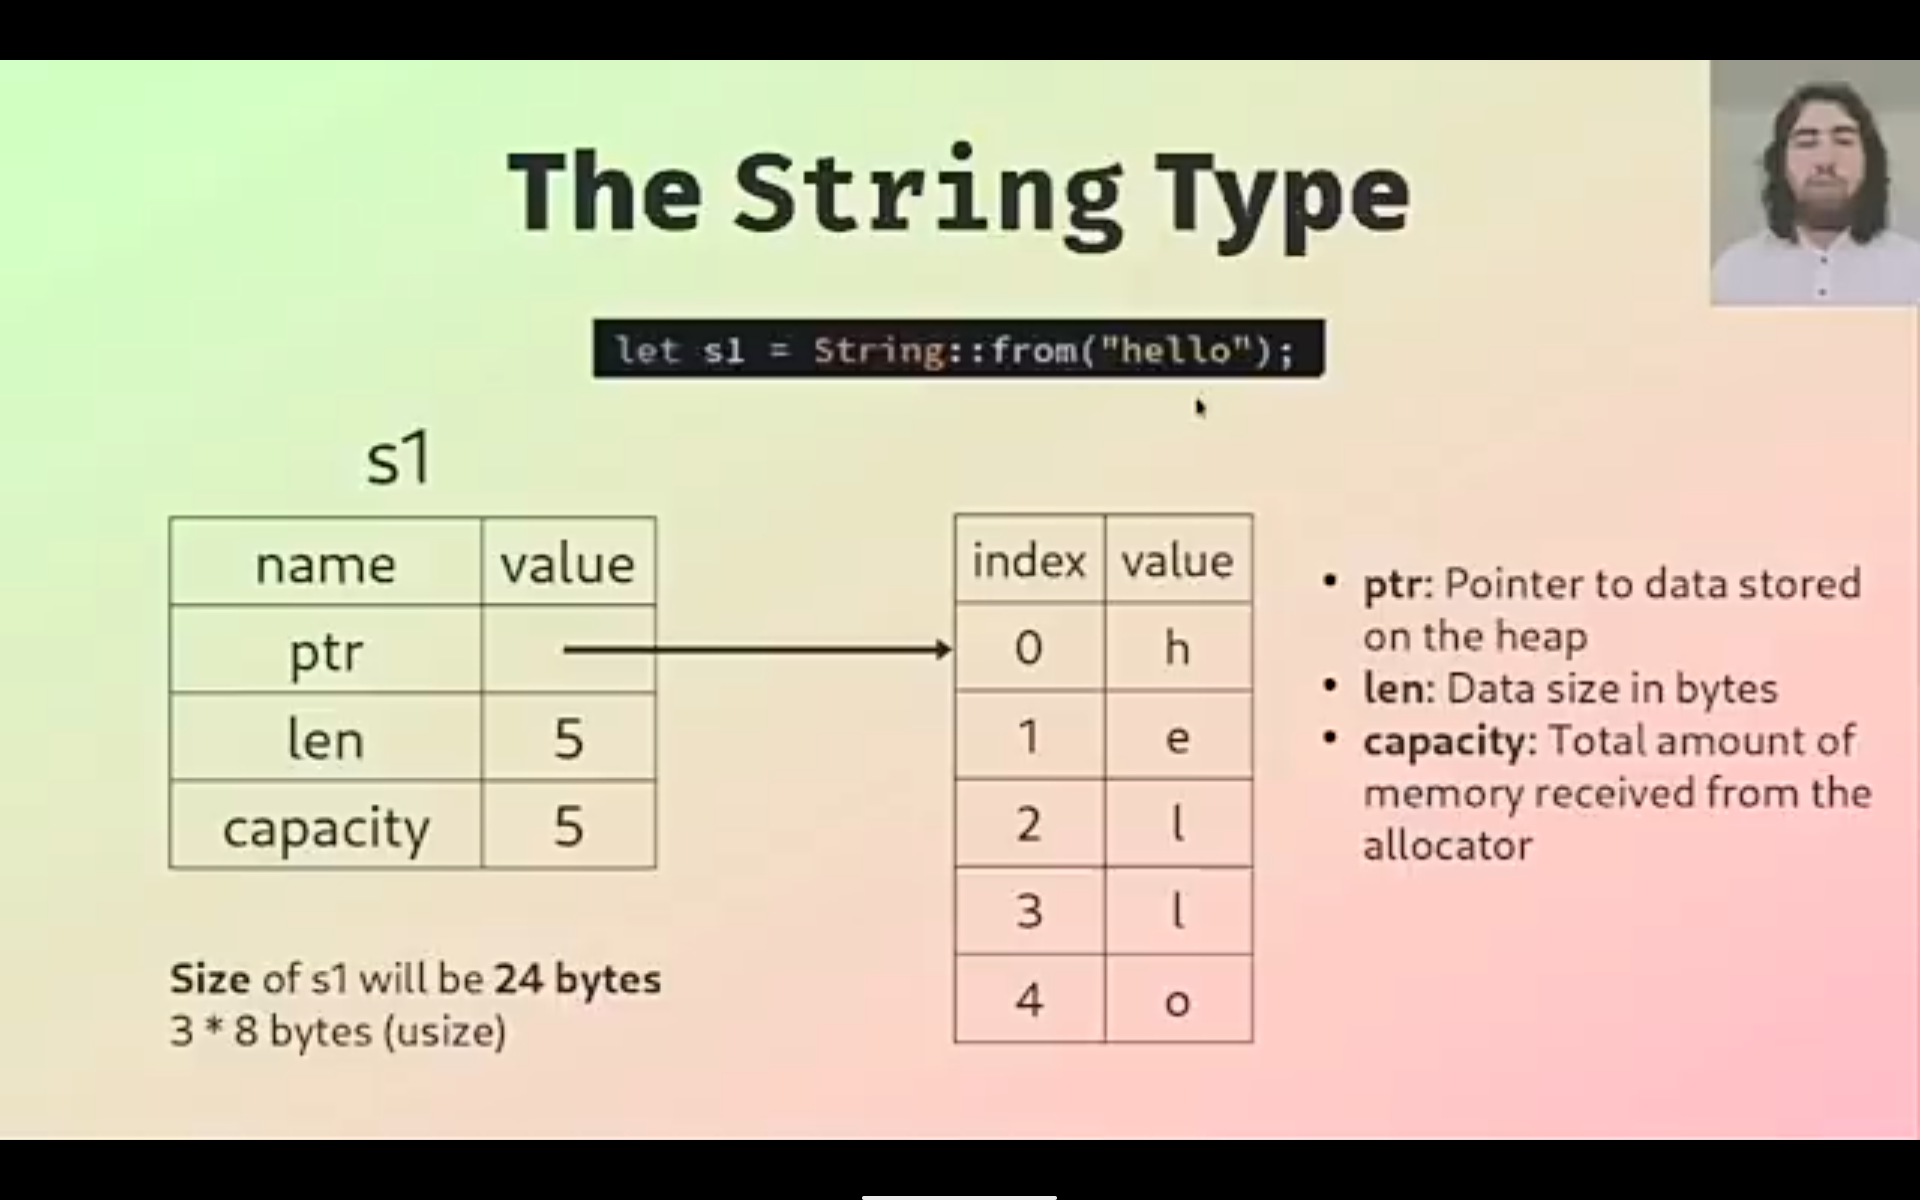 The String Type
let s1 = String::from("hello");
s1
name value
ptr
len 5
capacity 5
Size of s1 will be 24 bytes
3 * 8 bytes (usize)
index value
0 h
1 e
2 l
3 l
4 o
• ptr: Pointer to data stored
on the heap
• len: Data size in bytes
• capacity: Total amount of
memory received from the
allocator